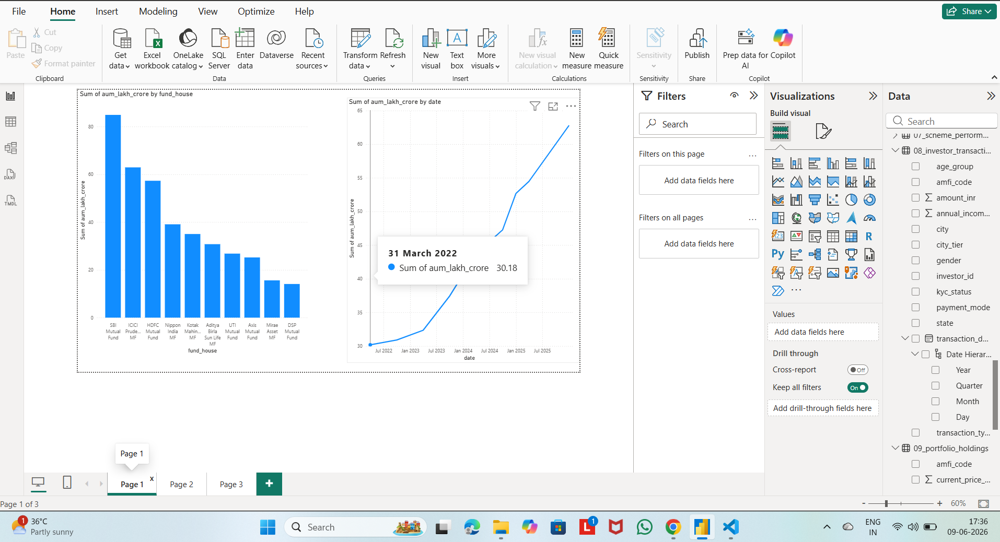 File
Home
Insert
Modeling
View
Optimize
Help
Share
Paste
Cut
Copy
Format painter
Clipboard
Get
data
Excel
workbook
OneLake
catalog
SQL
Server
Enter
data
Dataverse
Recent
sources
Data
Transform
data
Refresh
Queries
New
visual
Text
box
More
visuals
Insert
New visual
calculation
New
measure
Quick
measure
Calculations
Sensitivity
Sensitivity
Publish
Share
Prep data for
AI
Copilot
Copilot
DAX
TMDL
Sum of aum_lakh_crore by fund_house
Sum of aum_lakh_crore
80
60
40
20
0
SBI
Mutual
Fund
ICICI
Prude...
MF
HDFC
Mutual
Fund
Nippon
India
MF
Kotak
Mahin...
MF
Aditya
Birla
Sun Life
MF
UTI
Mutual
Fund
Axis
Mutual
Fund
Mirae
Asset
MF
DSP
Mutual
Fund
fund_house
Sum of aum_lakh_crore by date
Sum of aum_lakh_crore
65
60
55
50
45
40
35
30
31 March 2022
Sum of aum_lakh_crore 30.18
Jul 2022
Jan 2023
Jul 2023
Jan 2024
Jul 2024
Jan 2025
Jul 2025
date
Filters
Search
Filters on this page
...
Add data fields here
Filters on all pages
...
Add data fields here
Visualizations
Build visual
123
R
Py
...
Values
Add data fields here
Drill through
Cross-report
Off
Keep all filters
On
Add drill-through fields here
Data
Search
07_scheme_perform...
08_investor_transacti...
age_group
amfi_code
amount_inr
annual_incom...
city
city_tier
gender
investor_id
kyc_status
payment_mode
state
transaction_d...
Date Hierar...
Year
Quarter
Month
Day
transaction_ty...
09_portfolio_holdings
amfi_code
current_price_...
Page 1
Page 1
x
Page 2
Page 3
+
Page 1 of 3
- + 60%
1
36°C
Partly sunny
Search
L
1
ENG
IN
17:36
09-06-2026